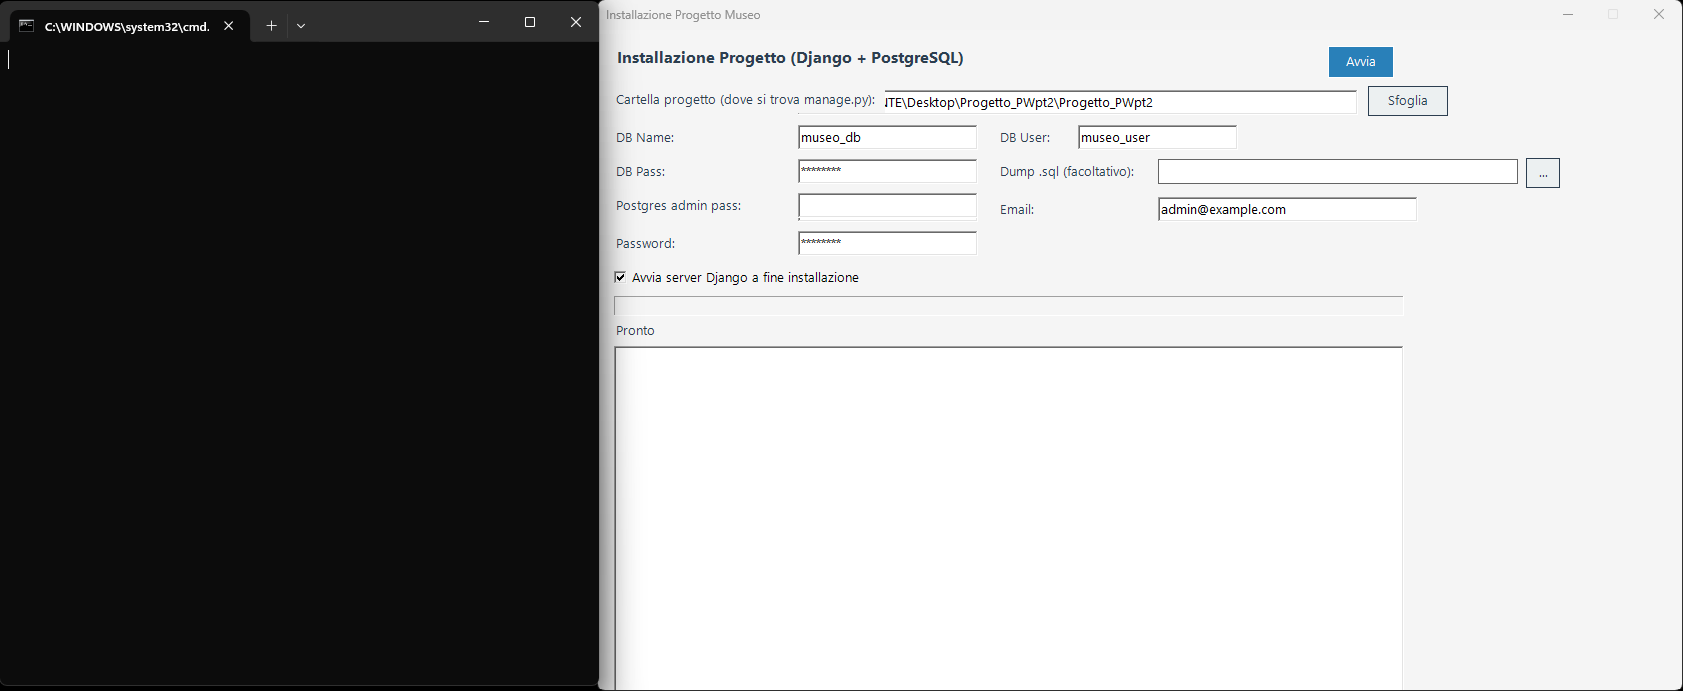 C:\WINDOWS\system32\cmd.
Installazione Progetto Museo
Installazione Progetto (Django + PostgreSQL)
Avvia
Cartella progetto (dove si trova manage.py):
NTE\Desktop\Progetto_PWpt2\Progetto_PWpt2
Sfoglia
DB Name:
museo_db
DB User:
museo_user
DB Pass:
********
Dump .sql (facoltativo):
...
Postgres admin pass:
Email:
admin@example.com
Password:
********
Avvia server Django a fine installazione
Pronto